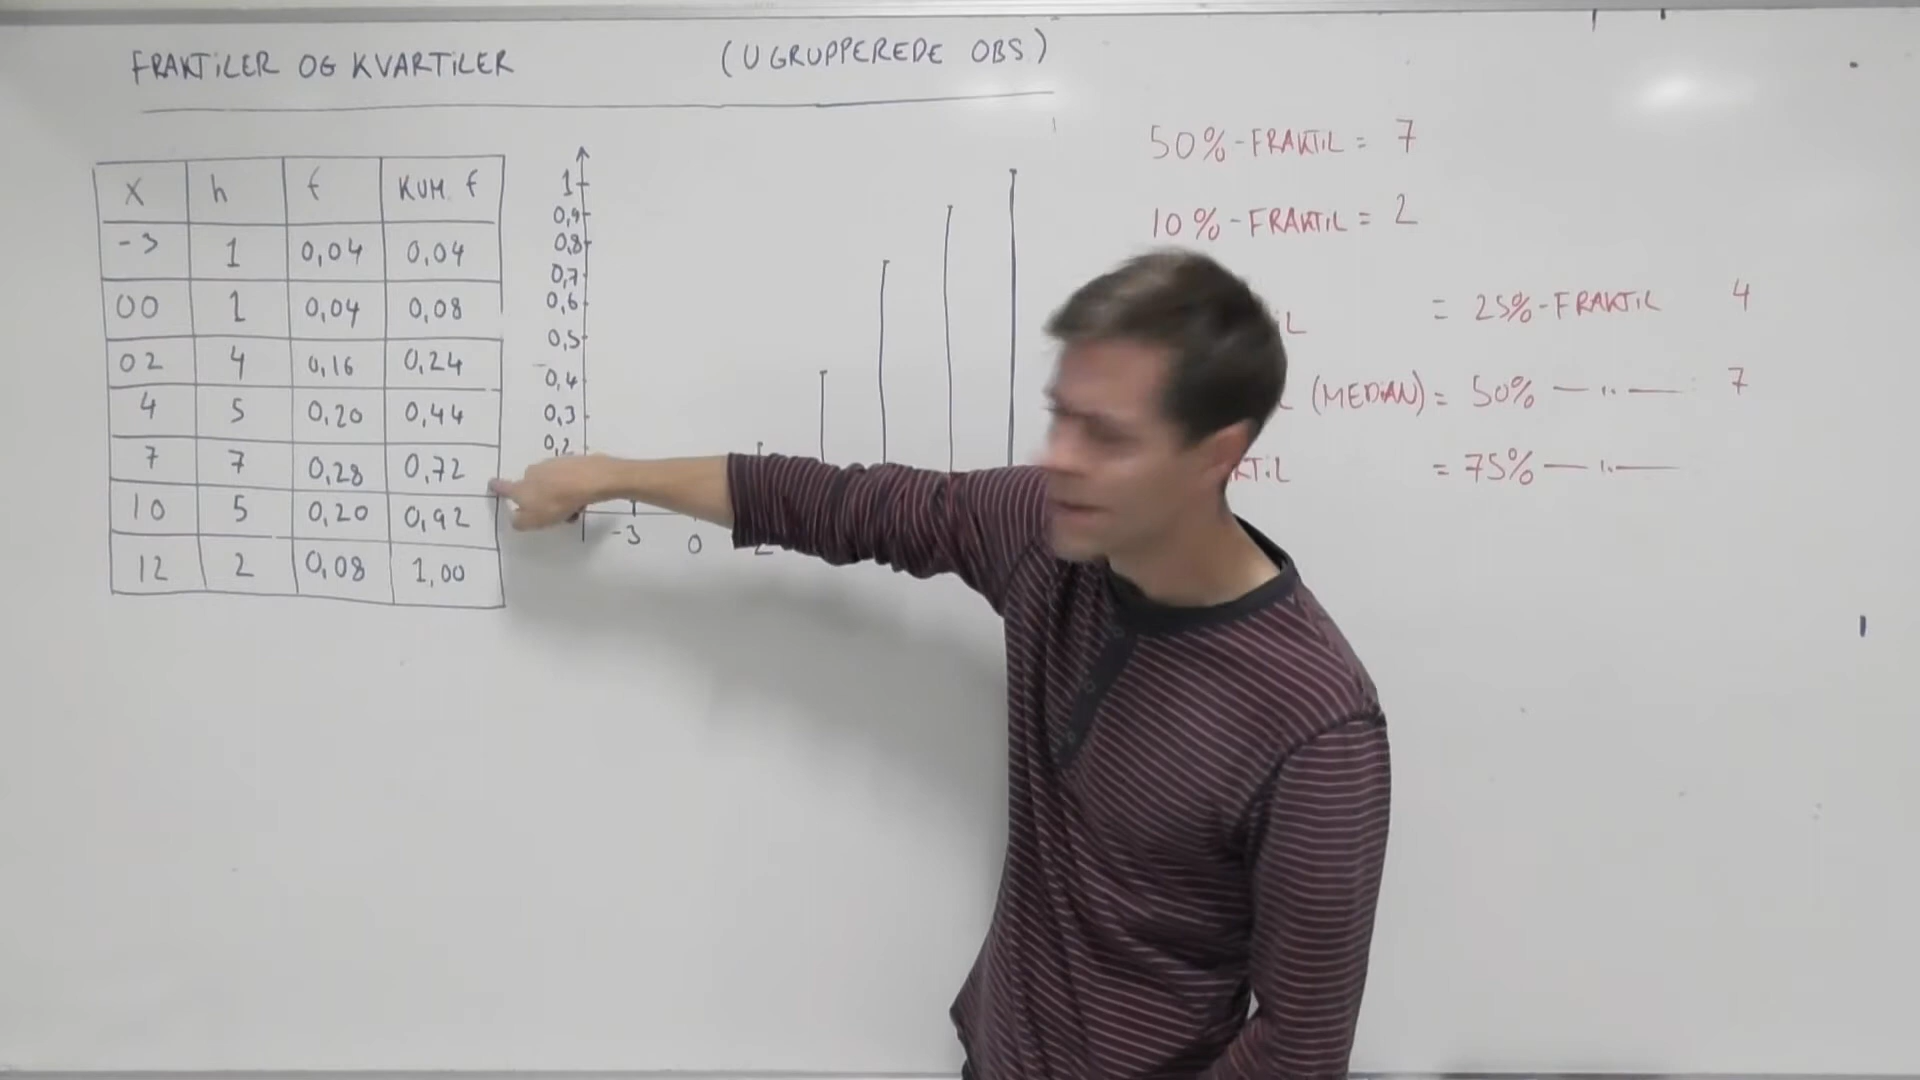 FRAKTILER OG KVARTILER (UGRUPPEREDE OBS)
X h f KUM. f
-3 1 0,04 0,04
00 1 0,04 0,08
02 4 0,16 0,24
4 5 0,20 0,44
7 7 0,28 0,72
10 5 0,20 0,92
12 2 0,08 1,00
1
0,9
0,8
0,7
0,6
0,5
0,4
0,3
0,2
-3 0 2
50%-FRAKTIL = 7
10%-FRAKTIL = 2
IL = 25%-FRAKTIL 4
L (MEDIAN) = 50% —〃— 7
RTIL = 75% —〃—